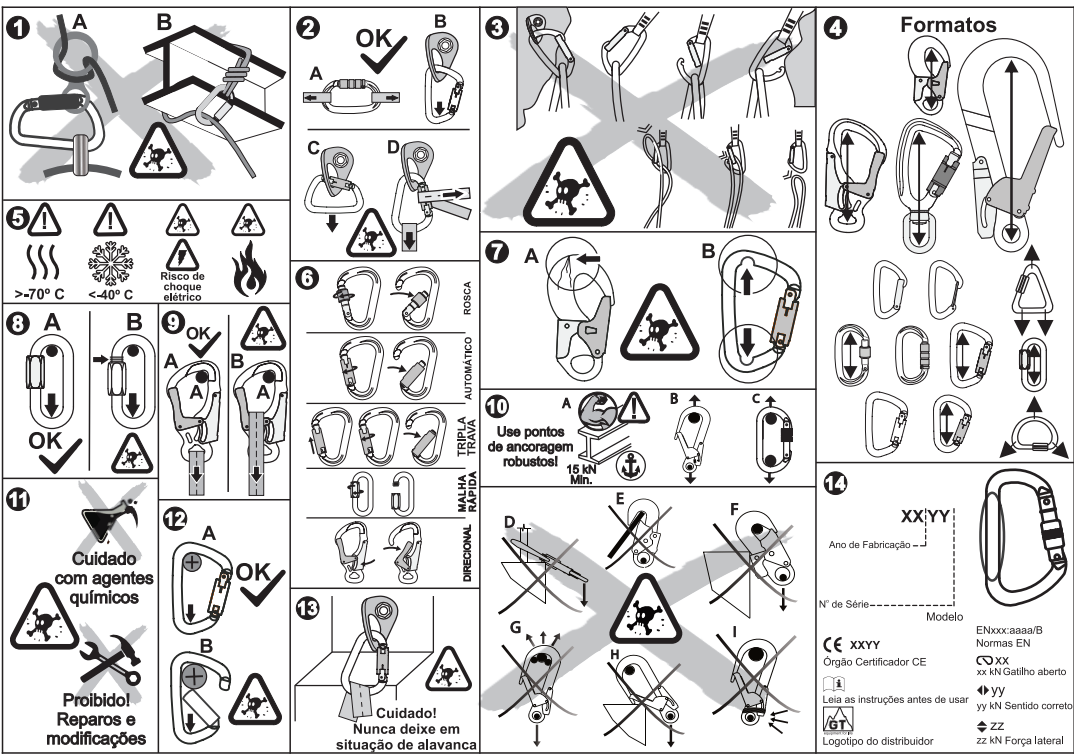 1
A
B
2
OK
A
B
C
D
3
4
Formatos
5
>-70º C
<-40º C
Risco de
choque
elétrico
6
ROSCA
AUTOMÁTICO
TRIPLA
TRAVA
MALHA
RÁPIDA
DIRECIONAL
7
A
B
8
A
B
OK
9
OK
A
B
A
A
10
Use pontos
de ancoragem
robustos!
A
15 kN
Min.
B
C
D
E
F
G
H
I
11
Cuidado
com agentes
químicos
Proibido!
Reparos e
modificações
12
A
OK
B
13
Cuidado!
Nunca deixe em
situação de alavanca
14
XXYY
Ano de Fabricação
N° de Série
Modelo
CE XXYY
Órgão Certificador CE
Leia as instruções antes de usar
GT
Logotipo do distribuidor
ENxxx:aaaa/B
Normas EN
XX
xx kN Gatilho aberto
yy
yy kN Sentido correto
ZZ
zz kN Força lateral